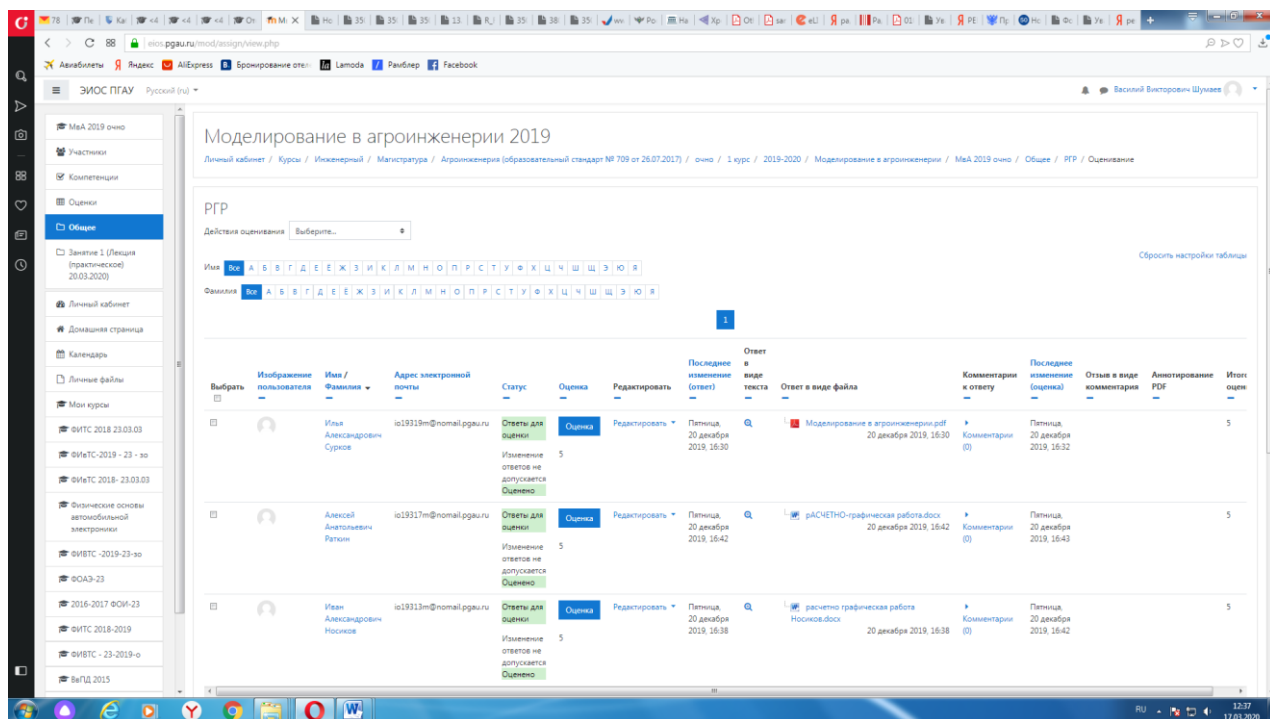 eios.pgau.ru/mod/assign/view.php
Авиабилеты Яндекс AliExpress Бронирование отел Lamoda Рамблер Facebook
ЭИОС ПГАУ Русский (ru)
Василий Викторович Шумаев
МвА 2019 очно
Участники
Компетенции
Оценки
Общее
Занятие 1 (Лекция
(практическое)
20.03.2020)
Личный кабинет
Домашняя страница
Календарь
Личные файлы
Мои курсы
ФИТС 2018 23.03.03
ФИвТС-2019 - 23 - зо
ФИвТС 2018- 23.03.03
Физические основы
автомобильной
электроники
ФИВТС -2019-23-зо
ФОАЭ-23
2016-2017 ФОИ-23
ФИТС 2018-2019
ФИВТС - 23-2019-о
ВвПД 2015
Моделирование в агроинженерии 2019
Личный кабинет / Курсы / Инженерный / Магистратура / Агроинженерия (образовательный стандарт № 709 от 26.07.2017) / очно / 1 курс / 2019-2020 / Моделирование в агроинженерии / МвА 2019 очно / Общее / РГР / Оценивание
РГР
Действия оценивания Выберите...
Сбросить настройки таблицы
Имя Все А Б В Г Д Е Ё Ж З И К Л М Н О П Р С Т У Ф Х Ц Ч Ш Щ Э Ю Я
Фамилия Все А Б В Г Д Е Ё Ж З И К Л М Н О П Р С Т У Ф Х Ц Ч Ш Щ Э Ю Я
1
Выбрать
Изображение
пользователя
Имя /
Фамилия
Адрес электронной
почты
Статус
Оценка
Редактировать
Последнее
изменение
(ответ)
Ответ
в
виде
текста
Ответ в виде файла
Комментарии
к ответу
Последнее
изменение
(оценка)
Отзыв в виде
комментария
Аннотирование
PDF
Итого
оцен
Илья
Александрович
Сурков
io19319m@nomail.pgau.ru
Ответы для
оценки
Изменение
ответов не
допускается
Оценено
Оценка
5
Редактировать
Пятница,
20 декабря
2019, 16:30
Моделирование в агроинженерии.pdf
20 декабря 2019, 16:30
Комментарии
(0)
Пятница,
20 декабря
2019, 16:32
5
Алексей
Анатольевич
Раткин
io19317m@nomail.pgau.ru
Ответы для
оценки
Изменение
ответов не
допускается
Оценено
Оценка
5
Редактировать
Пятница,
20 декабря
2019, 16:42
рАСЧЕТНО-графическая работа.docx
20 декабря 2019, 16:42
Комментарии
(0)
Пятница,
20 декабря
2019, 16:43
5
Иван
Александрович
Носиков
io19313m@nomail.pgau.ru
Ответы для
оценки
Изменение
ответов не
допускается
Оценено
Оценка
5
Редактировать
Пятница,
20 декабря
2019, 16:38
расчетно графическая работа
Носиков.docx
20 декабря 2019, 16:38
Комментарии
(0)
Пятница,
20 декабря
2019, 16:42
5
RU
12:37
17.03.2020